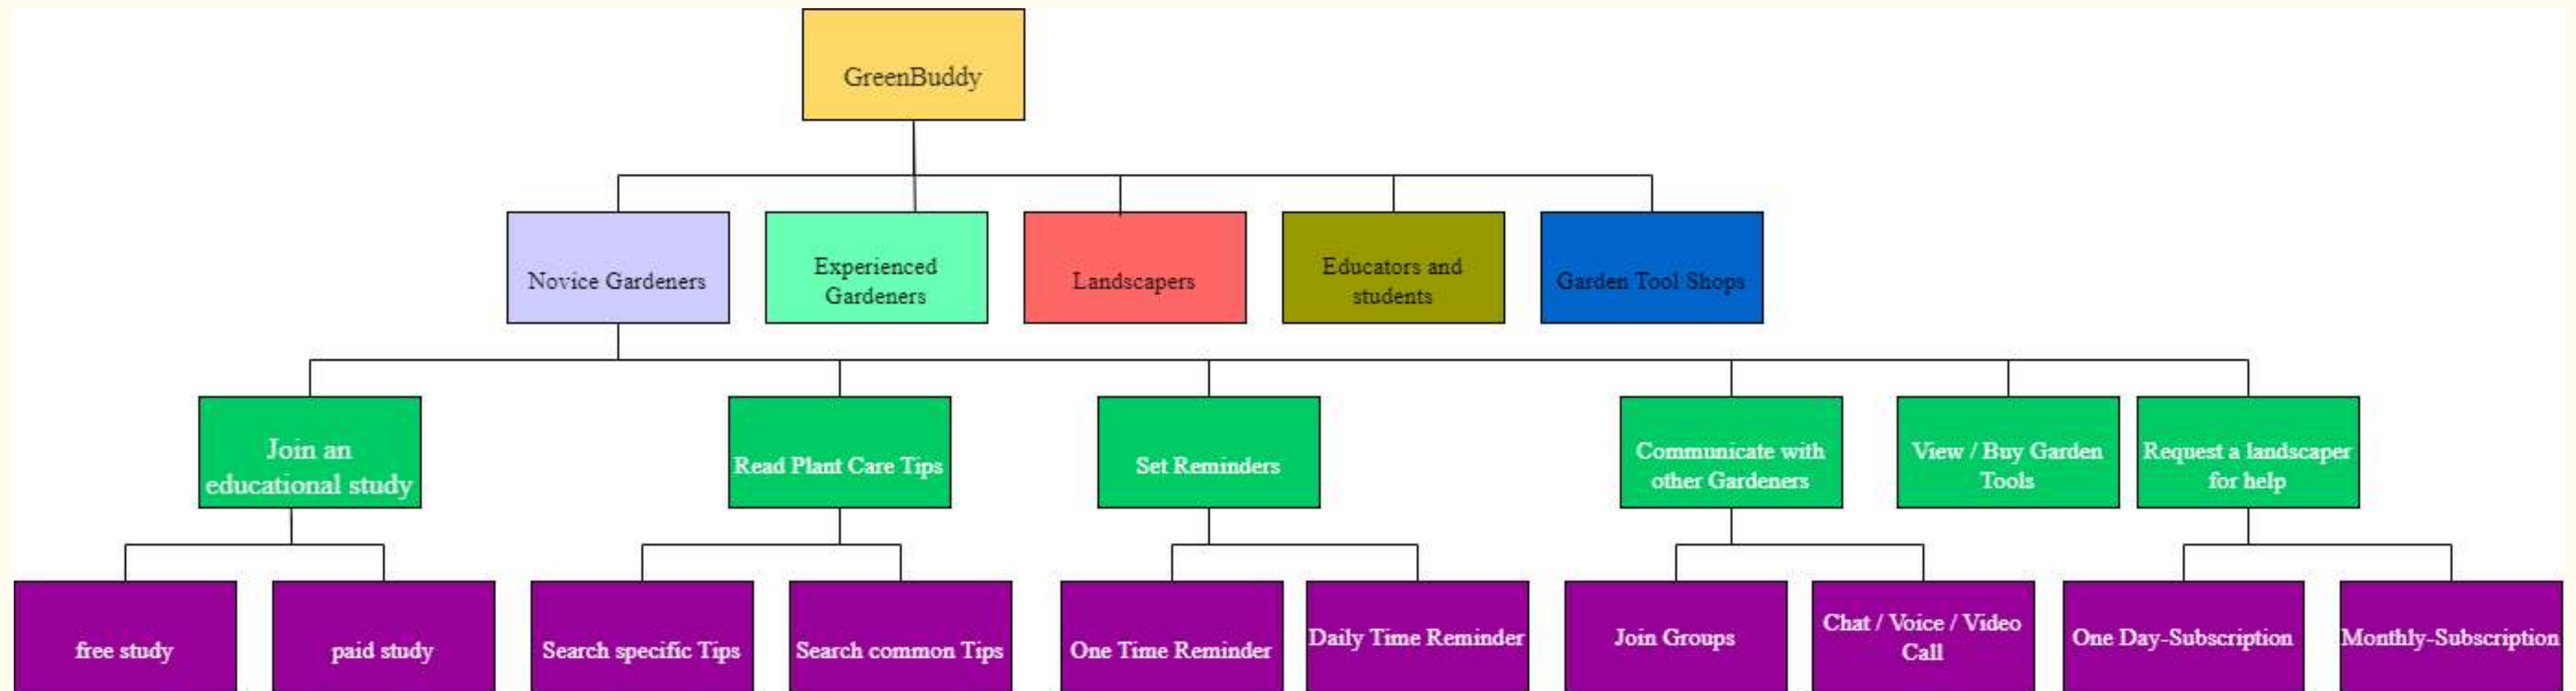 GreenBuddy
Novice Gardeners
Experienced
Gardeners
Landscapers
Educators and
students
Garden Tool Shops
Join an
educational study
Read Plant Care Tips
Set Reminders
Communicate with
other Gardeners
View / Buy Garden
Tools
Request a landscaper
for help
free study
paid study
Search specific Tips
Search common Tips
One Time Reminder
Daily Time Reminder
Join Groups
Chat / Voice / Video
Call
One Day-Subscription
Monthly-Subscription